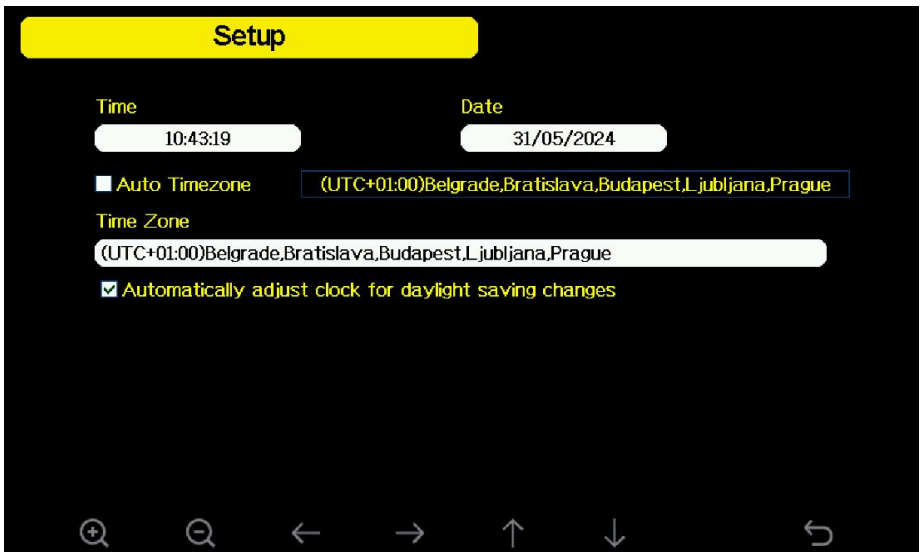 Setup
Time Date
10:43:19 31/05/2024
Auto Timezone (UTC+01:00)Belgrade,Bratislava,Budapest,Ljubljana,Prague
Time Zone
(UTC+01:00)Belgrade,Bratislava,Budapest,Ljubljana,Prague
Automatically adjust clock for daylight saving changes